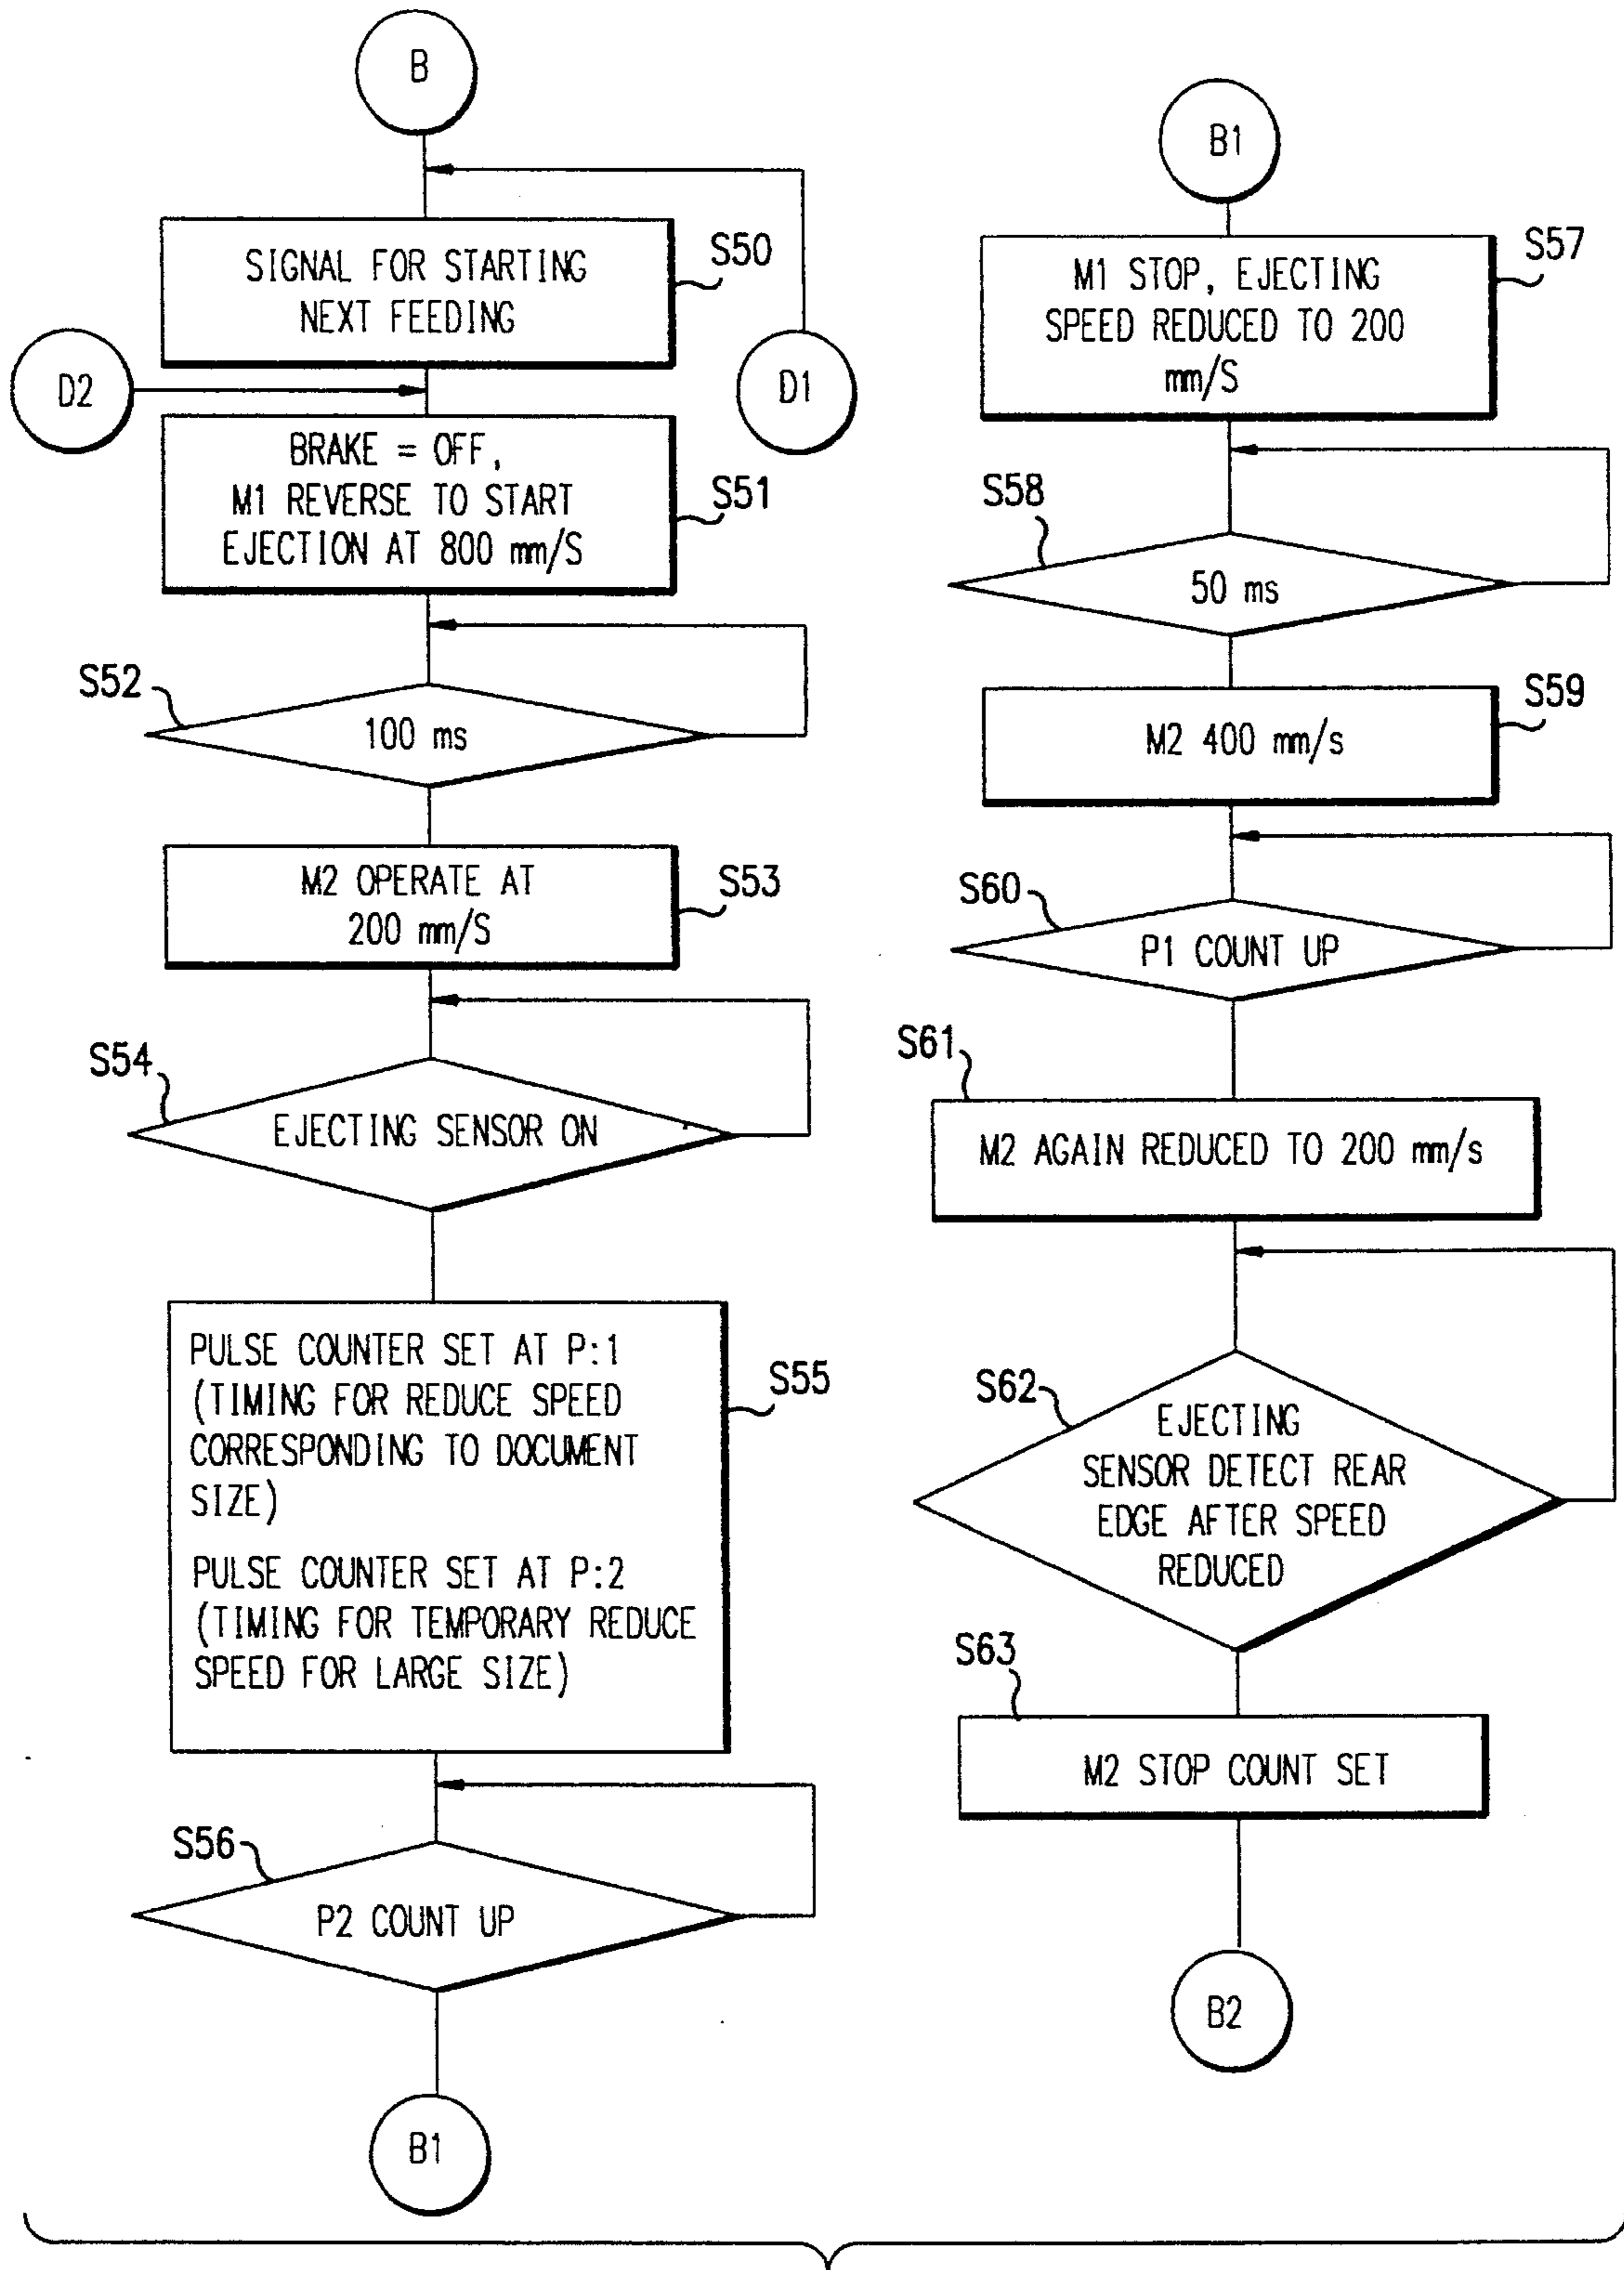 B
SIGNAL FOR STARTING
NEXT FEEDING
S50
D2
D1
BRAKE = OFF,
M1 REVERSE TO START
EJECTION AT 800 mm/S
S51
S52
100 ms
M2 OPERATE AT
200 mm/S
S53
S54
EJECTING SENSOR ON
PULSE COUNTER SET AT P:1
(TIMING FOR REDUCE SPEED
CORRESPONDING TO DOCUMENT
SIZE)
PULSE COUNTER SET AT P:2
(TIMING FOR TEMPORARY REDUCE
SPEED FOR LARGE SIZE)
S55
S56
P2 COUNT UP
B1
B1
M1 STOP, EJECTING
SPEED REDUCED TO 200
mm/S
S57
S58
50 ms
M2 400 mm/s
S59
S60
P1 COUNT UP
S61
M2 AGAIN REDUCED TO 200 mm/s
S62
EJECTING
SENSOR DETECT REAR
EDGE AFTER SPEED
REDUCED
S63
M2 STOP COUNT SET
B2